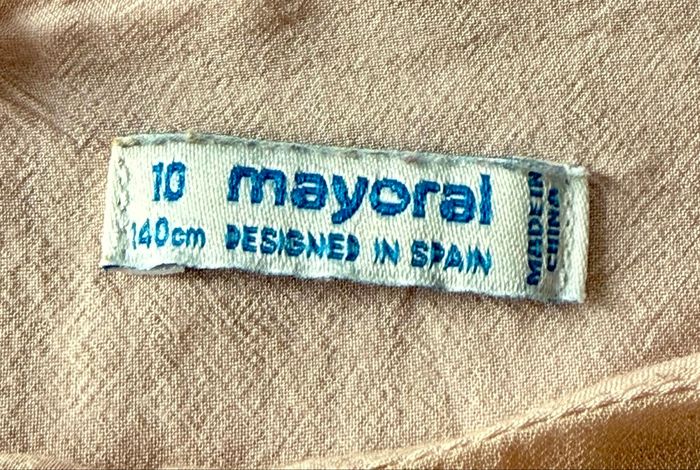 10 mayoral
140cm DESIGNED IN SPAIN
MADE IN
CHINA